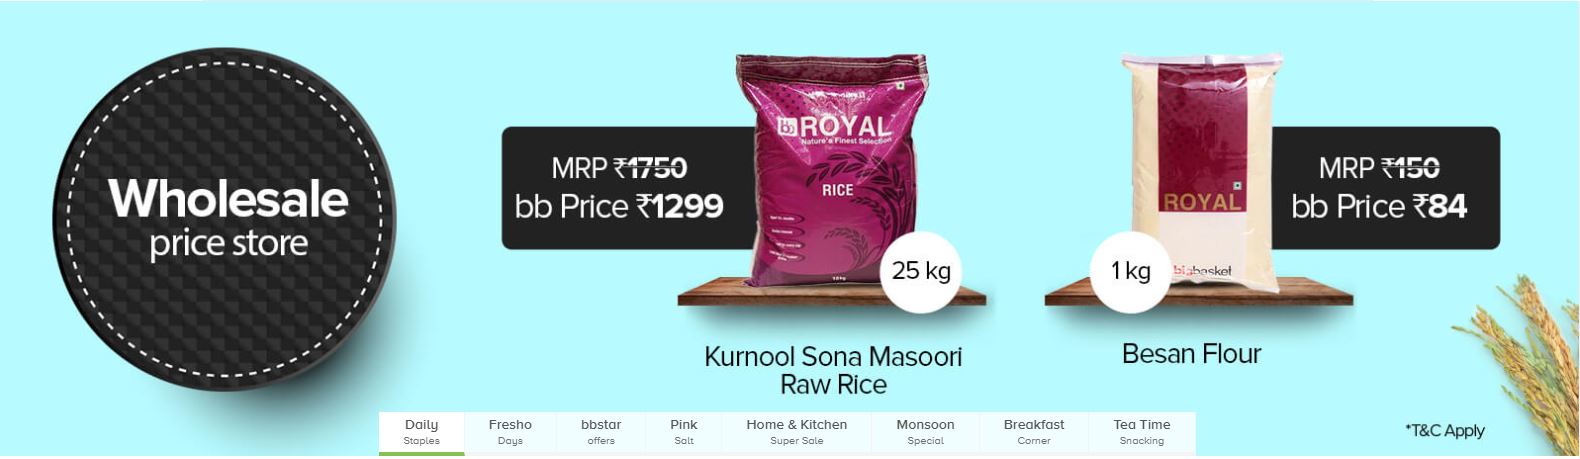 Wholesale
price store
MRP ₹1750
bb Price ₹1299
bb ROYAL
Nature's Finest Selection
RICE
25 kg
Kurnool Sona Masoori
Raw Rice
ROYAL
bigbasket
1 kg
MRP ₹150
bb Price ₹84
Besan Flour
*T&C Apply
Daily
Staples
Fresho
Days
bbstar
offers
Pink
Salt
Home & Kitchen
Super Sale
Monsoon
Special
Breakfast
Corner
Tea Time
Snacking